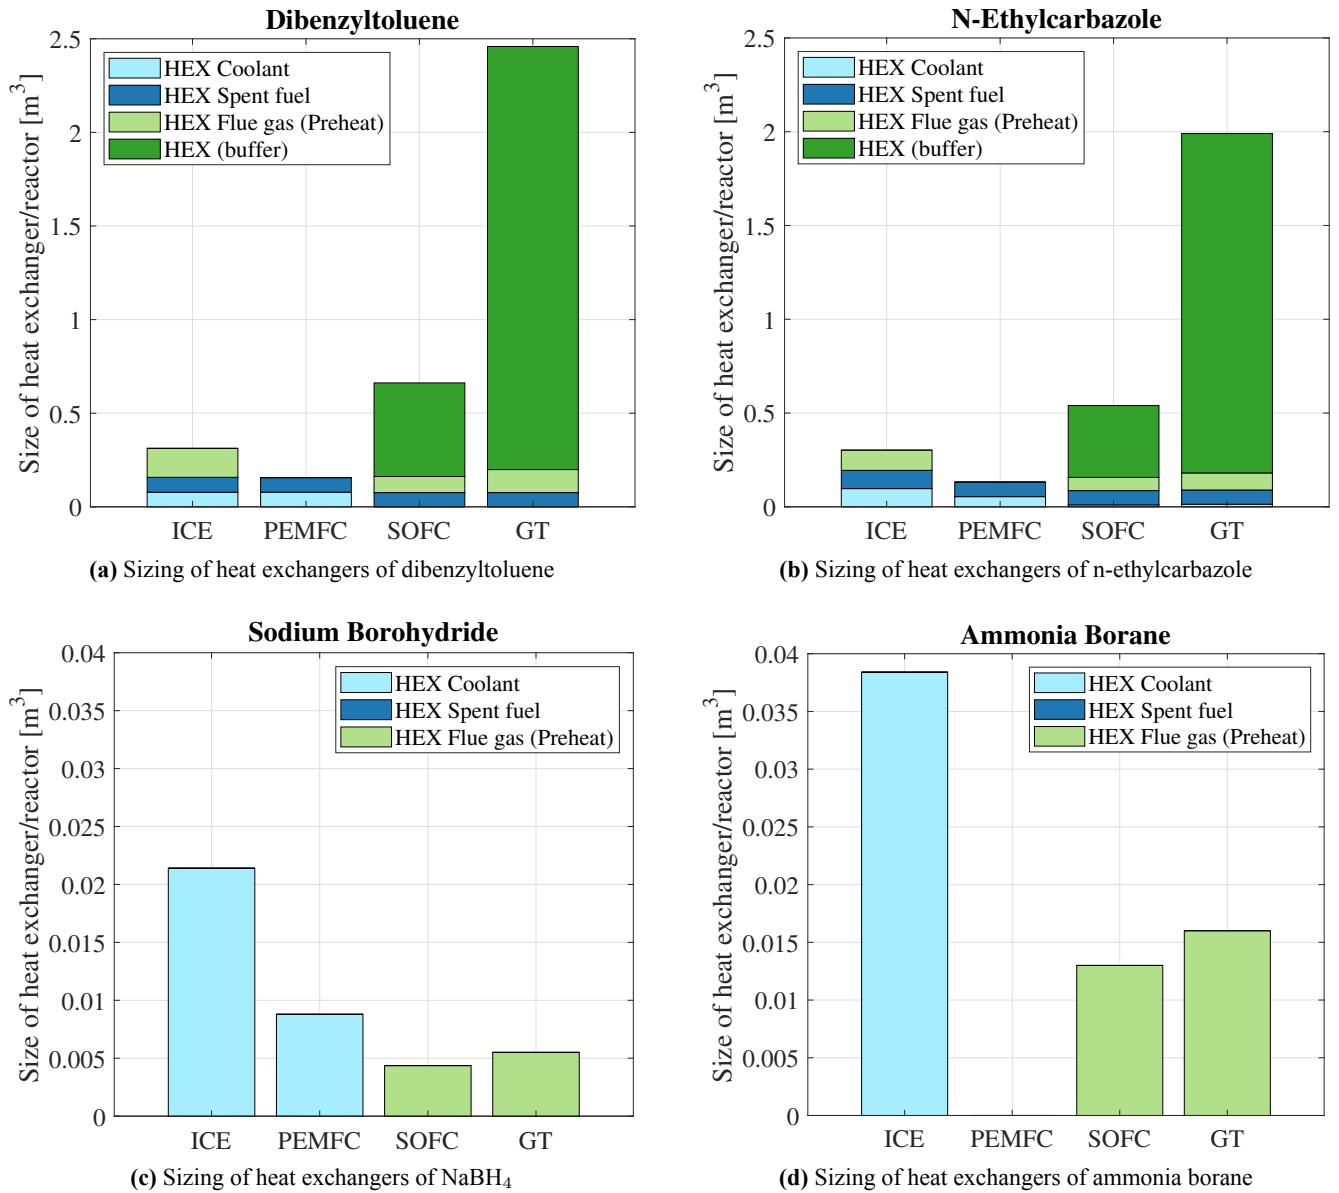 Dibenzyltoluene
Size of heat exchanger/reactor [m³]
2.5
2
1.5
1
0.5
0
HEX Coolant
HEX Spent fuel
HEX Flue gas (Preheat)
HEX (buffer)
ICE PEMFC SOFC GT
(a) Sizing of heat exchangers of dibenzyltoluene
N-Ethylcarbazole
Size of heat exchanger/reactor [m³]
2.5
2
1.5
1
0.5
0
HEX Coolant
HEX Spent fuel
HEX Flue gas (Preheat)
HEX (buffer)
ICE PEMFC SOFC GT
(b) Sizing of heat exchangers of n-ethylcarbazole
Sodium Borohydride
Size of heat exchanger/reactor [m³]
0.04
0.035
0.03
0.025
0.02
0.015
0.01
0.005
0
HEX Coolant
HEX Spent fuel
HEX Flue gas (Preheat)
ICE PEMFC SOFC GT
(c) Sizing of heat exchangers of NaBH₄
Ammonia Borane
Size of heat exchanger/reactor [m³]
0.04
0.035
0.03
0.025
0.02
0.015
0.01
0.005
0
HEX Coolant
HEX Spent fuel
HEX Flue gas (Preheat)
ICE PEMFC SOFC GT
(d) Sizing of heat exchangers of ammonia borane